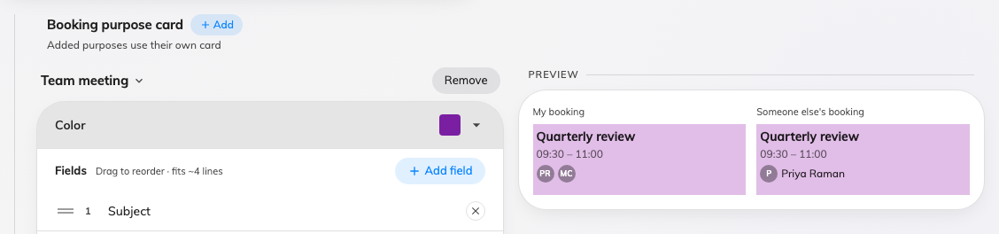 Booking purpose card
+ Add
Added purposes use their own card
Team meeting
Remove
Color
Fields Drag to reorder · fits ~4 lines
+ Add field
1 Subject
PREVIEW
My booking
Quarterly review
09:30 – 11:00
PR MC
Someone else's booking
Quarterly review
09:30 – 11:00
P Priya Raman